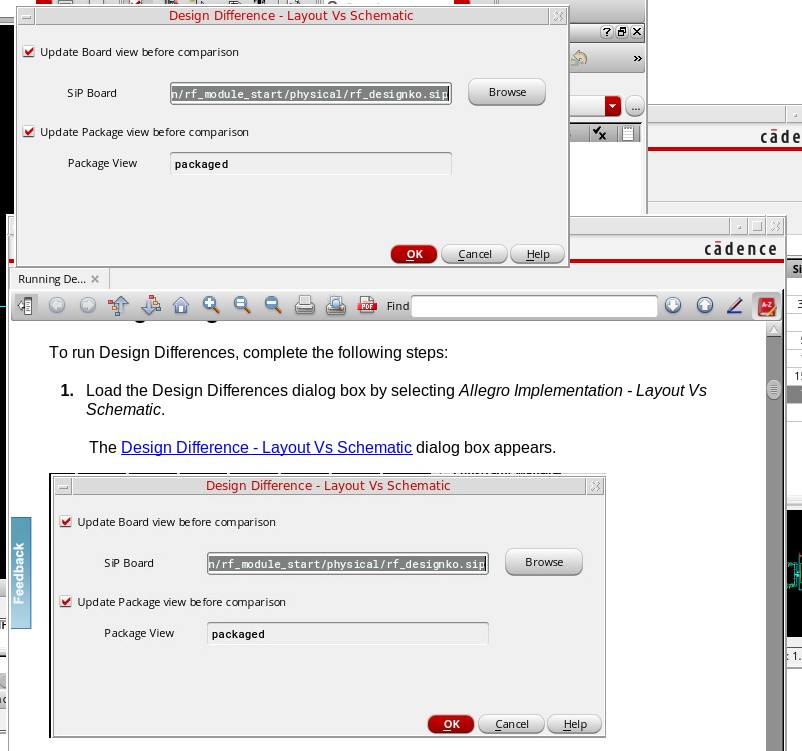 Design Difference - Layout Vs Schematic
Update Board view before comparison
SiP Board
n/rf_module_start/physical/rf_designko.sip
Browse
Update Package view before comparison
Package View
packaged
OK
Cancel
Help
? 
»
...
cādence
cādence
Running De...
Find
PDF
A-Z
To run Design Differences, complete the following steps:
1. Load the Design Differences dialog box by selecting Allegro Implementation - Layout Vs
Schematic.
The Design Difference - Layout Vs Schematic dialog box appears.
Design Difference - Layout Vs Schematic
Update Board view before comparison
SiP Board
n/rf_module_start/physical/rf_designko.sip
Browse
Update Package view before comparison
Package View
packaged
OK
Cancel
Help
Feedback